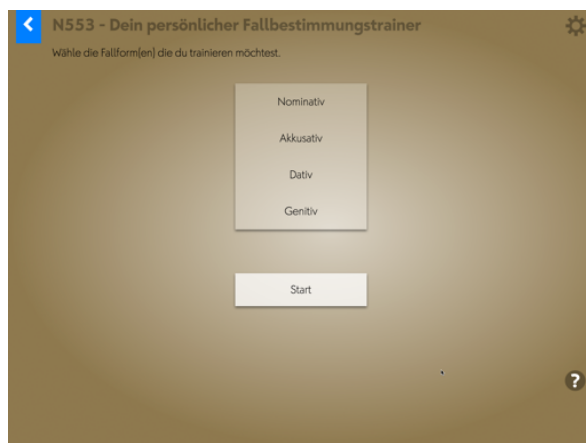 N553 - Dein persönlicher Fallbestimmungstrainer
Wähle die Fallform(en) die du trainieren möchtest.
Nominativ
Akkusativ
Dativ
Genitiv
Start
?